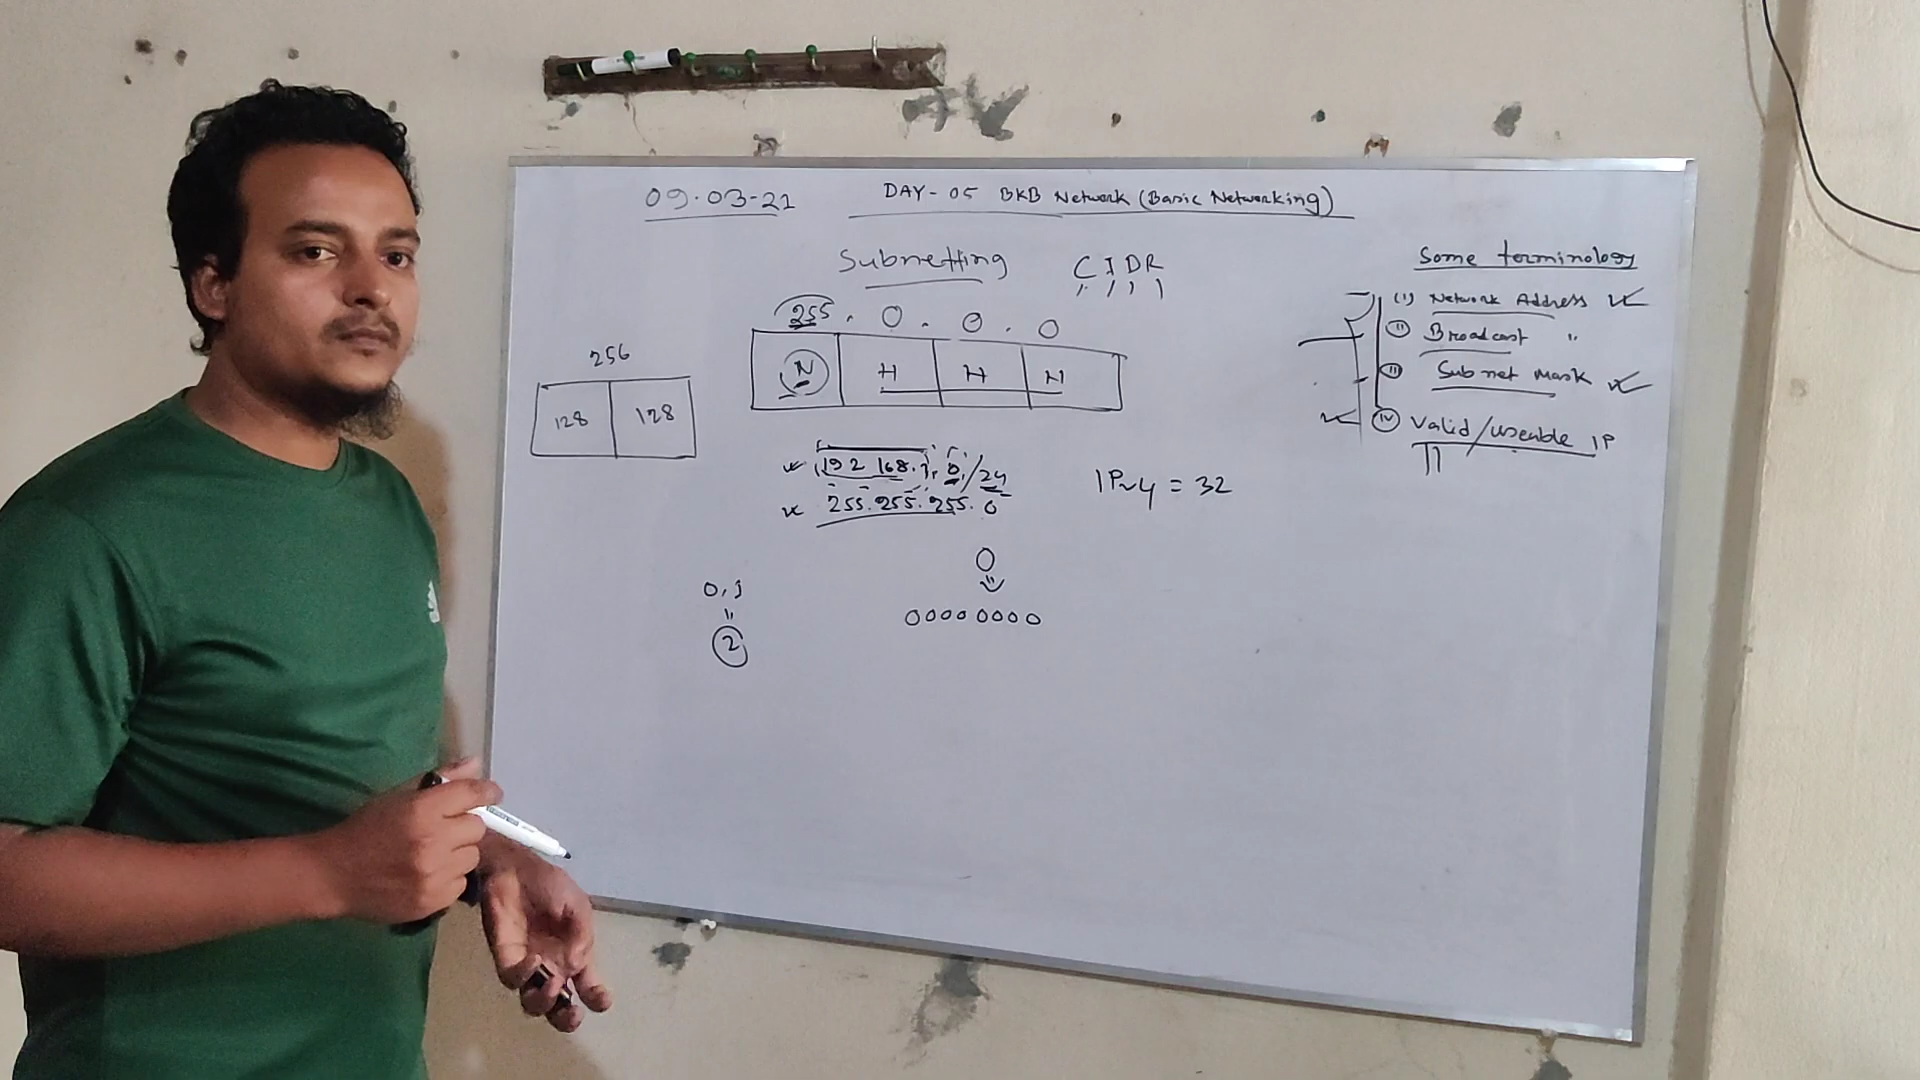 09.03-21
DAY-05 BKB Network (Basic Networking)
Subnetting
CIDR
255.0.0.0
N H H H
256
128 128
192 168.1.0/24
255.255.255.0
IPv4 = 32
0,1
"
2
0
"
0000 0000
Some terminology
(i) Network Address
(ii) Broadcast "
(iii) Subnet Mask
(iv) Valid/useable IP